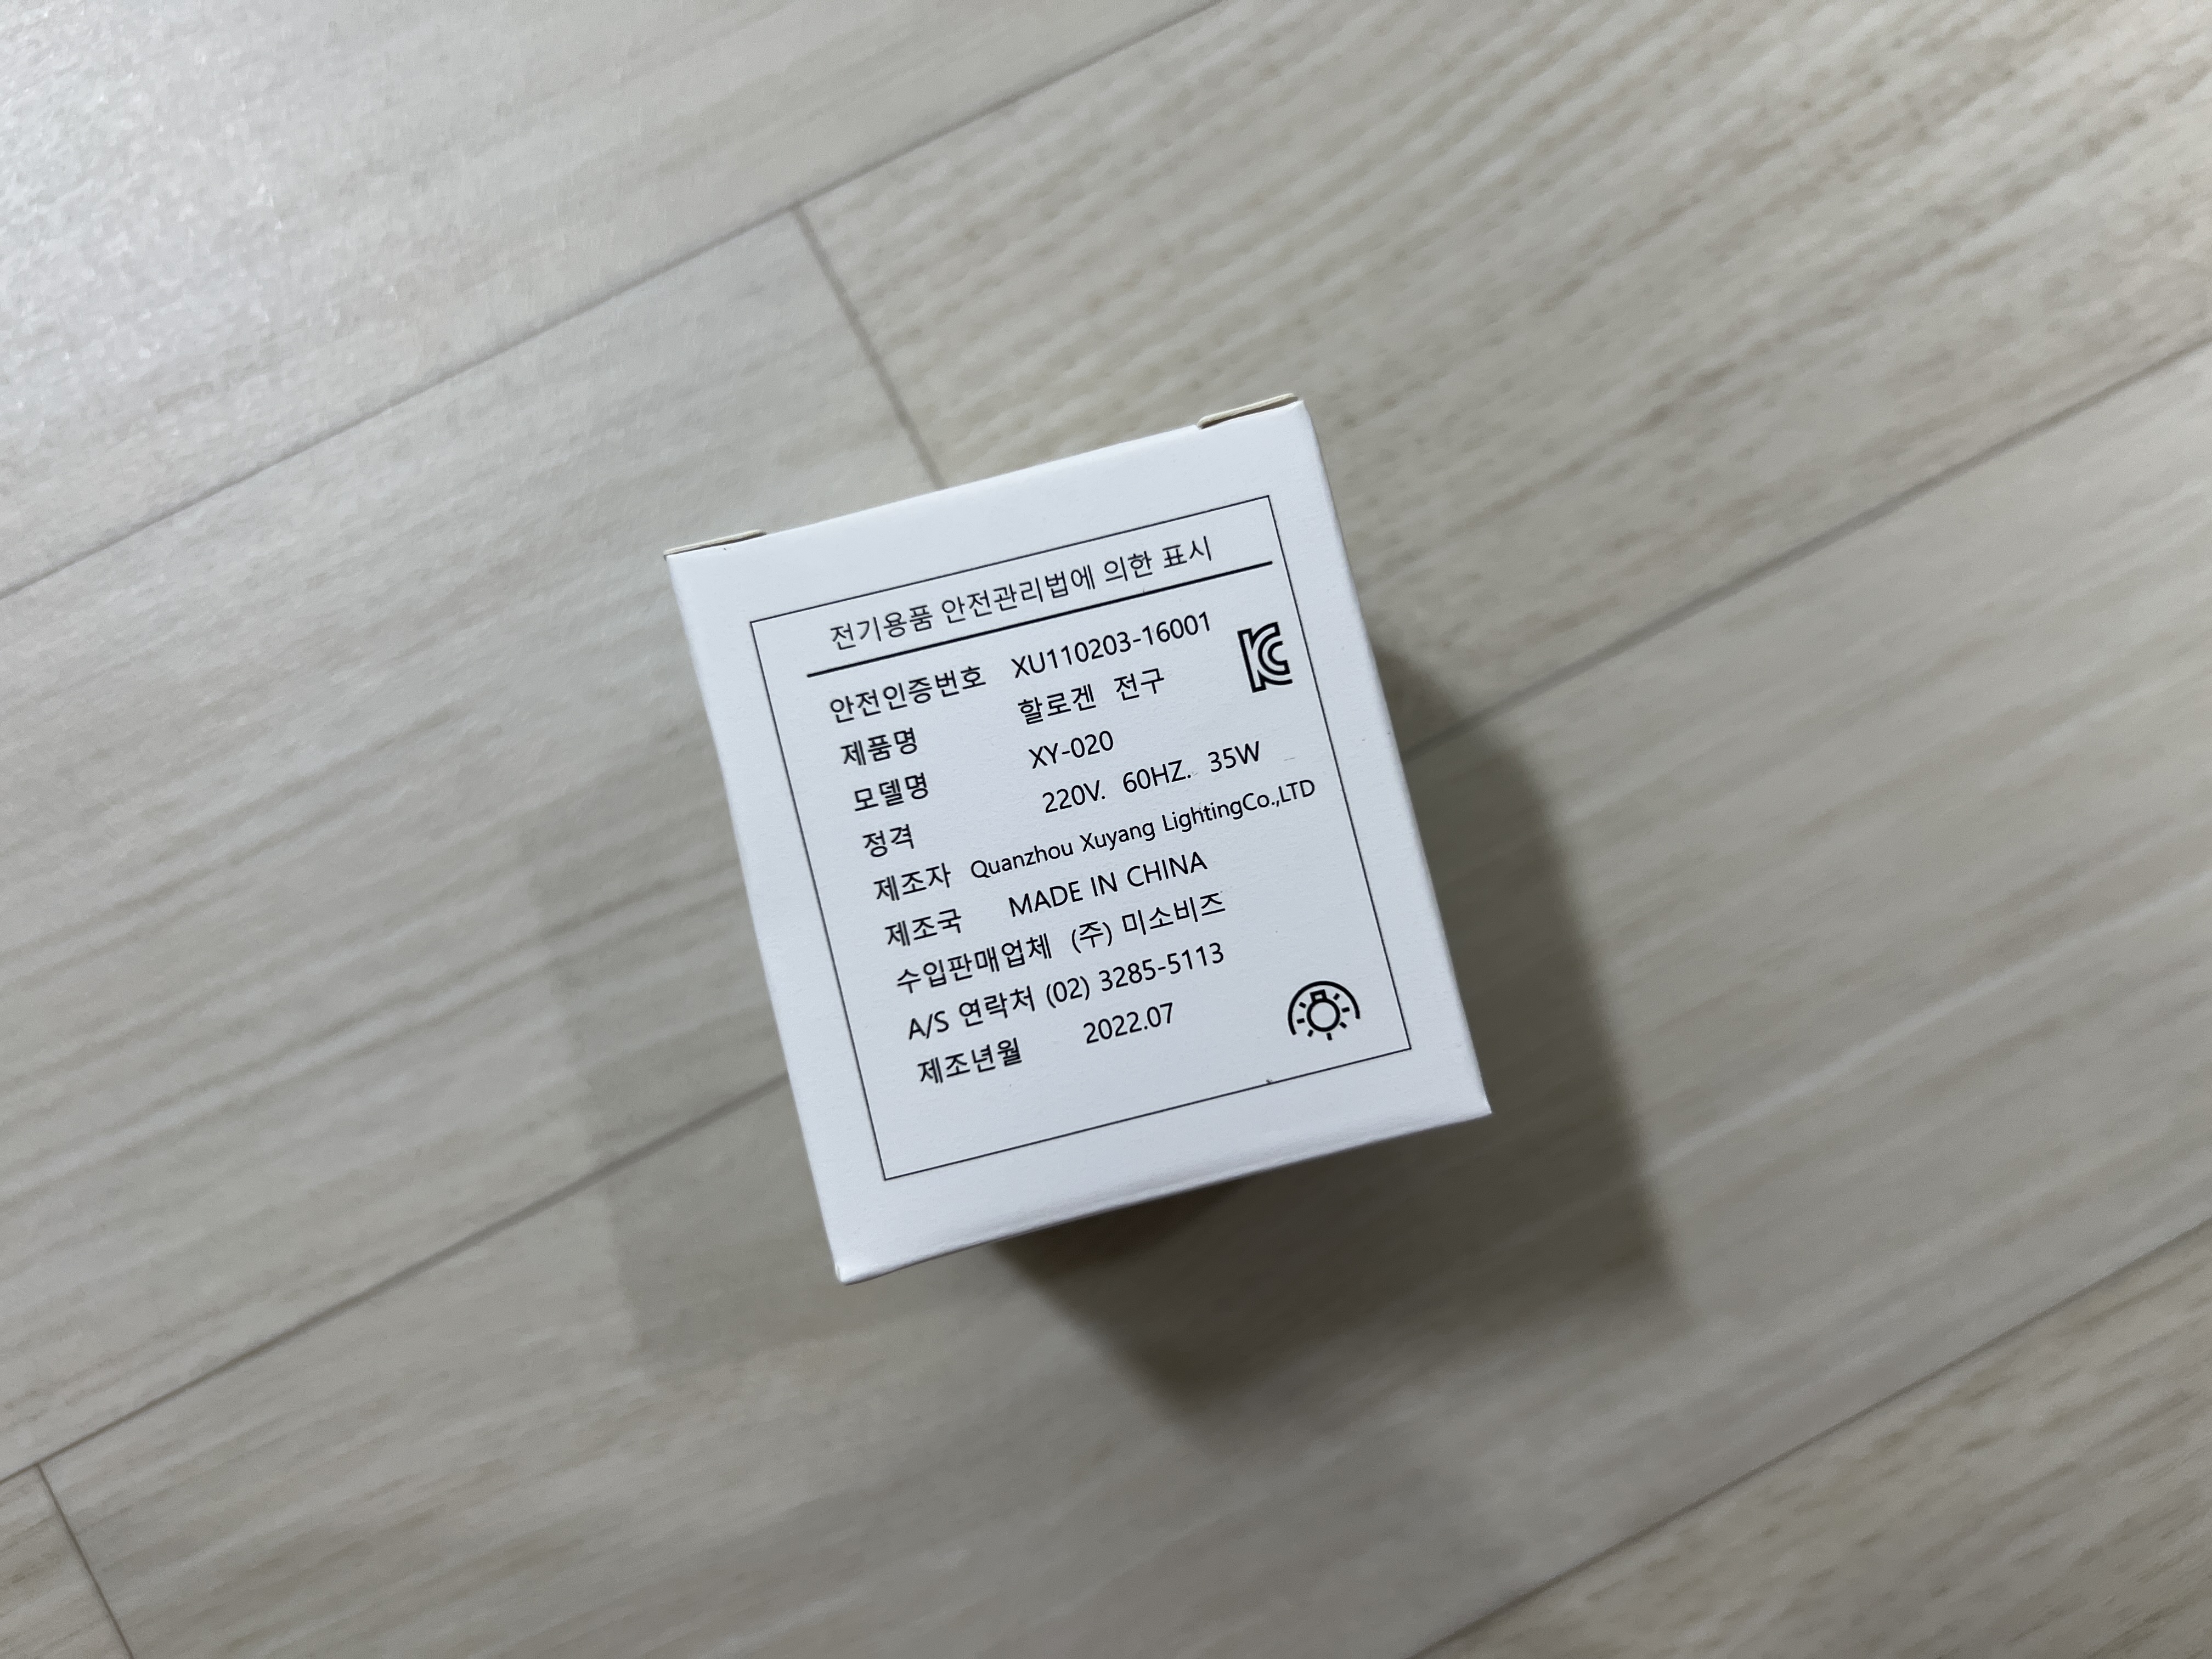 전기용품 안전관리법에 의한 표시
안전인증번호 XU110203-16001
제품명 할로겐 전구
모델명 XY-020
정격 220V. 60HZ. 35W
제조자 Quanzhou Xuyang LightingCo.,LTD
제조국 MADE IN CHINA
수입판매업체 (주) 미소비즈
A/S 연락처 (02) 3285-5113
제조년월 2022.07